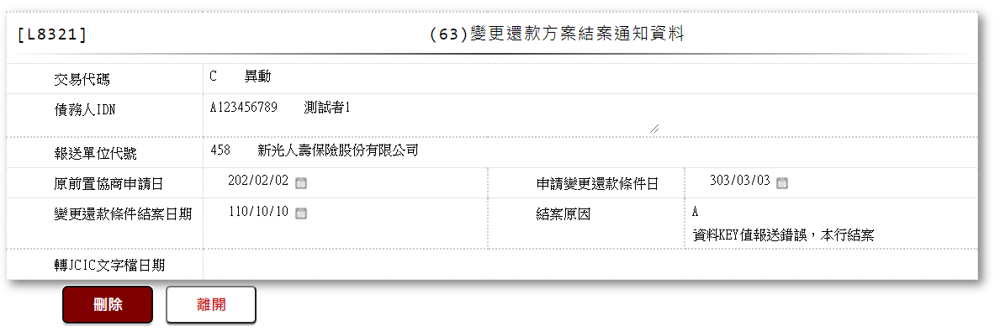 [L8321] (63)變更還款方案結案通知資料
交易代碼 C 異動
債務人IDN A123456789 測試者1
報送單位代號 458 新光人壽保險股份有限公司
原前置協商申請日 202/02/02 申請變更還款條件日 303/03/03
變更還款條件結案日期 110/10/10 結案原因 A
資料KEY值報送錯誤，本行結案
轉JCIC文字檔日期
刪除 離開